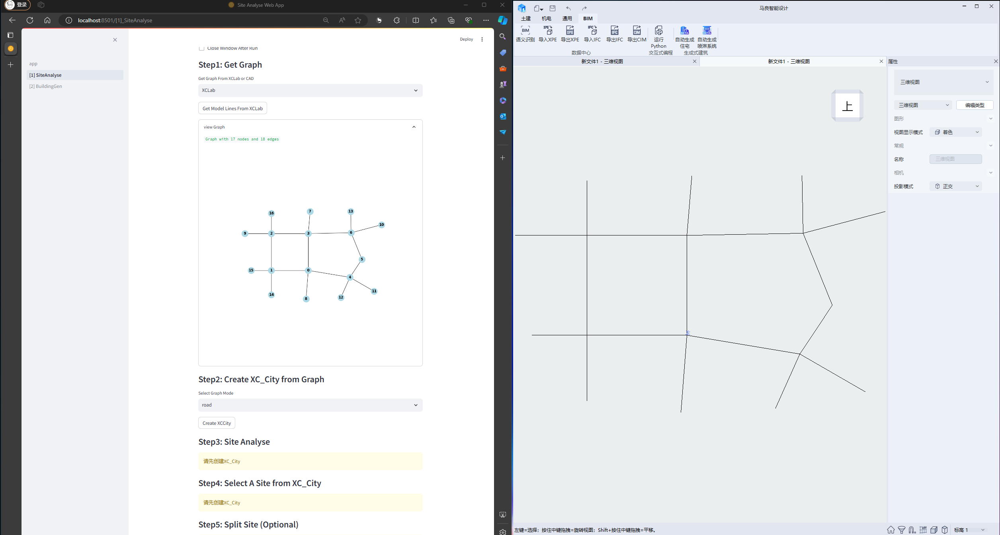 登录
Site Analyse Web App
localhost:8501/[1]_SiteAnalyse
app
[1] SiteAnalyse
[2] BuildingGen
Deploy
Close Window After Run
Step1: Get Graph
Get Graph From XCLab or CAD
XCLab
Get Model Lines From XCLab
view Graph
Graph with 17 nodes and 18 edges
16
7
13
10
9
2
3
6
5
15
1
0
4
14
8
12
11
Step2: Create XC_City from Graph
Select Graph Mode
road
Create XCCity
Step3: Site Analyse
请先创建XC_City
Step4: Select A Site from XC_City
请先创建XC_City
Step5: Split Site (Optional)
马良智能设计
土建
机电
通用
BIM
BIM
XPE
XPE
IFC
IFC
CIM
BETA
BETA
语义识别
导入XPE
导出XPE
导入IFC
导出IFC
导出CIM
运行
Python
自动生成
住宅
自动生成
喷淋系统
数据中心
交互式编程
生成式建筑
新文件1 - 三维视图
新文件1 - 三维视图
上
属性
三维视图
三维视图
编辑类型
图形
视图显示模式
着色
常规
名称
三维视图
相机
投影模式
正交
左键=选择；按住中键拖拽=旋转视图；Shift+按住中键拖拽=平移。
off
标高 1